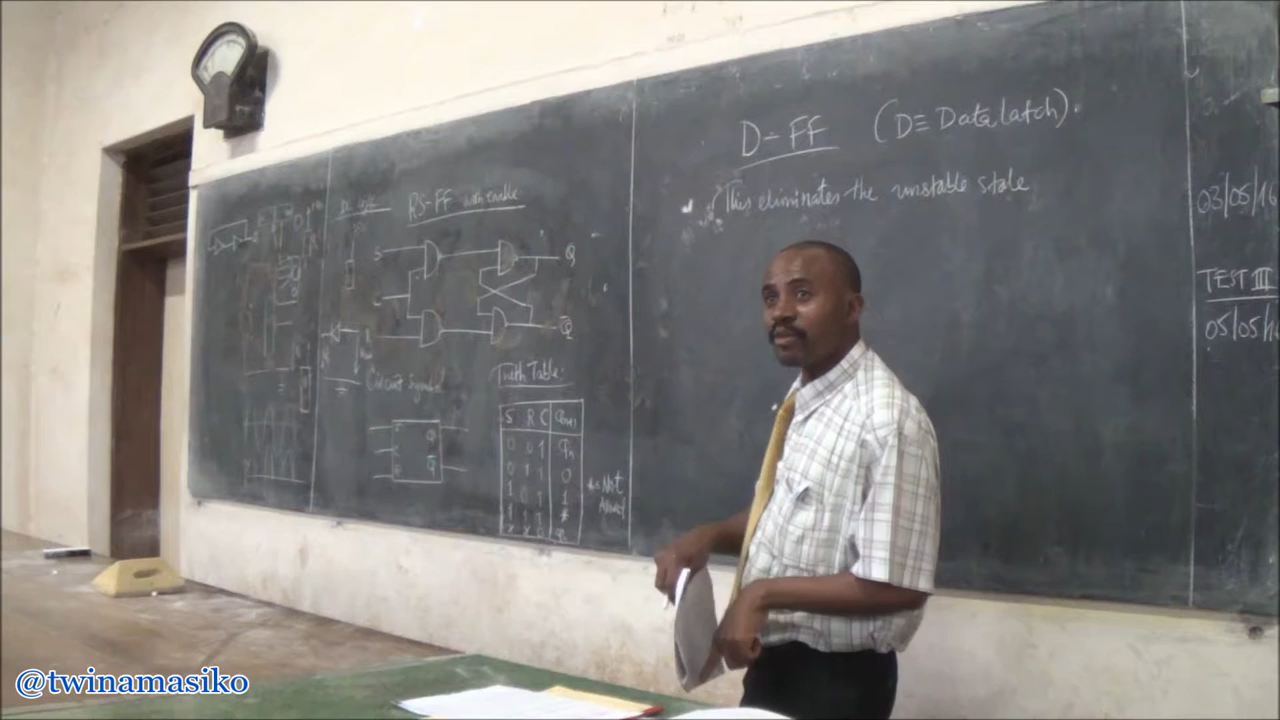 RS-FF with enable
S
Q
C
Q̅
Circuit Symbol
Q
Q̅
Truth Table:
S R C Qn+1
0 0 1 Qn
0 1 1 0
1 0 1 1
1 1 1 *
x x 0 Q
*= Not
Allowed
D-FF (D≡Data latch).
This eliminates the unstable state
03/05/16
TEST III
05/05/1
@twinamasiko